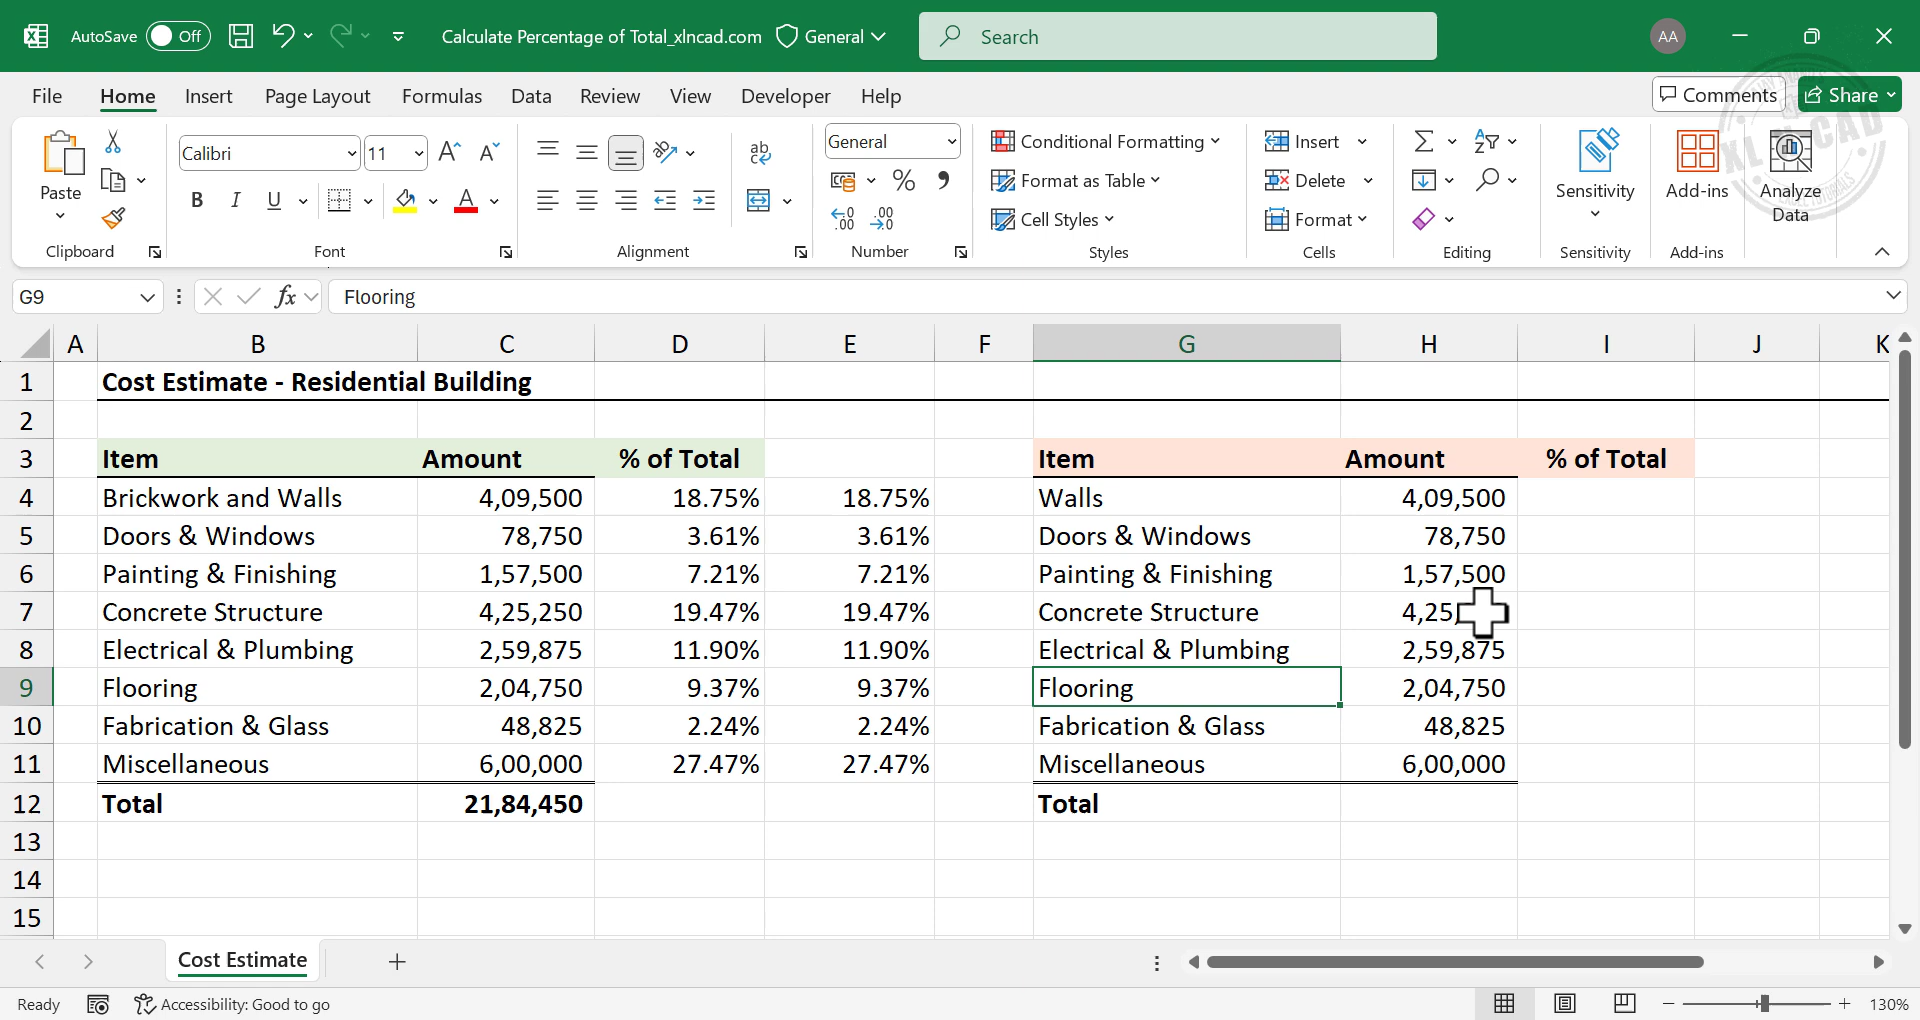 AutoSave Off Calculate Percentage of Total_xlncad.com General Search AA
File Home Insert Page Layout Formulas Data Review View Developer Help Comments Share
Paste
Clipboard
Calibri 11
B I U A
Font
ab
Alignment
General
% 
.00 .00
Number
Conditional Formatting
Format as Table
Cell Styles
Styles
Insert
Delete
Format
Cells
Editing
Sensitivity
Sensitivity
Add-ins
Add-ins
Analyze
Data
XL N CAD
G9 fx Flooring
A B C D E F G H I J K
1 Cost Estimate - Residential Building
2
3 Item Amount % of Total Item Amount % of Total
4 Brickwork and Walls 4,09,500 18.75% 18.75% Walls 4,09,500
5 Doors & Windows 78,750 3.61% 3.61% Doors & Windows 78,750
6 Painting & Finishing 1,57,500 7.21% 7.21% Painting & Finishing 1,57,500
7 Concrete Structure 4,25,250 19.47% 19.47% Concrete Structure 4,25,
8 Electrical & Plumbing 2,59,875 11.90% 11.90% Electrical & Plumbing 2,59,875
9 Flooring 2,04,750 9.37% 9.37% Flooring 2,04,750
10 Fabrication & Glass 48,825 2.24% 2.24% Fabrication & Glass 48,825
11 Miscellaneous 6,00,000 27.47% 27.47% Miscellaneous 6,00,000
12 Total 21,84,450 Total
13
14
15
Cost Estimate
Ready Accessibility: Good to go 130%